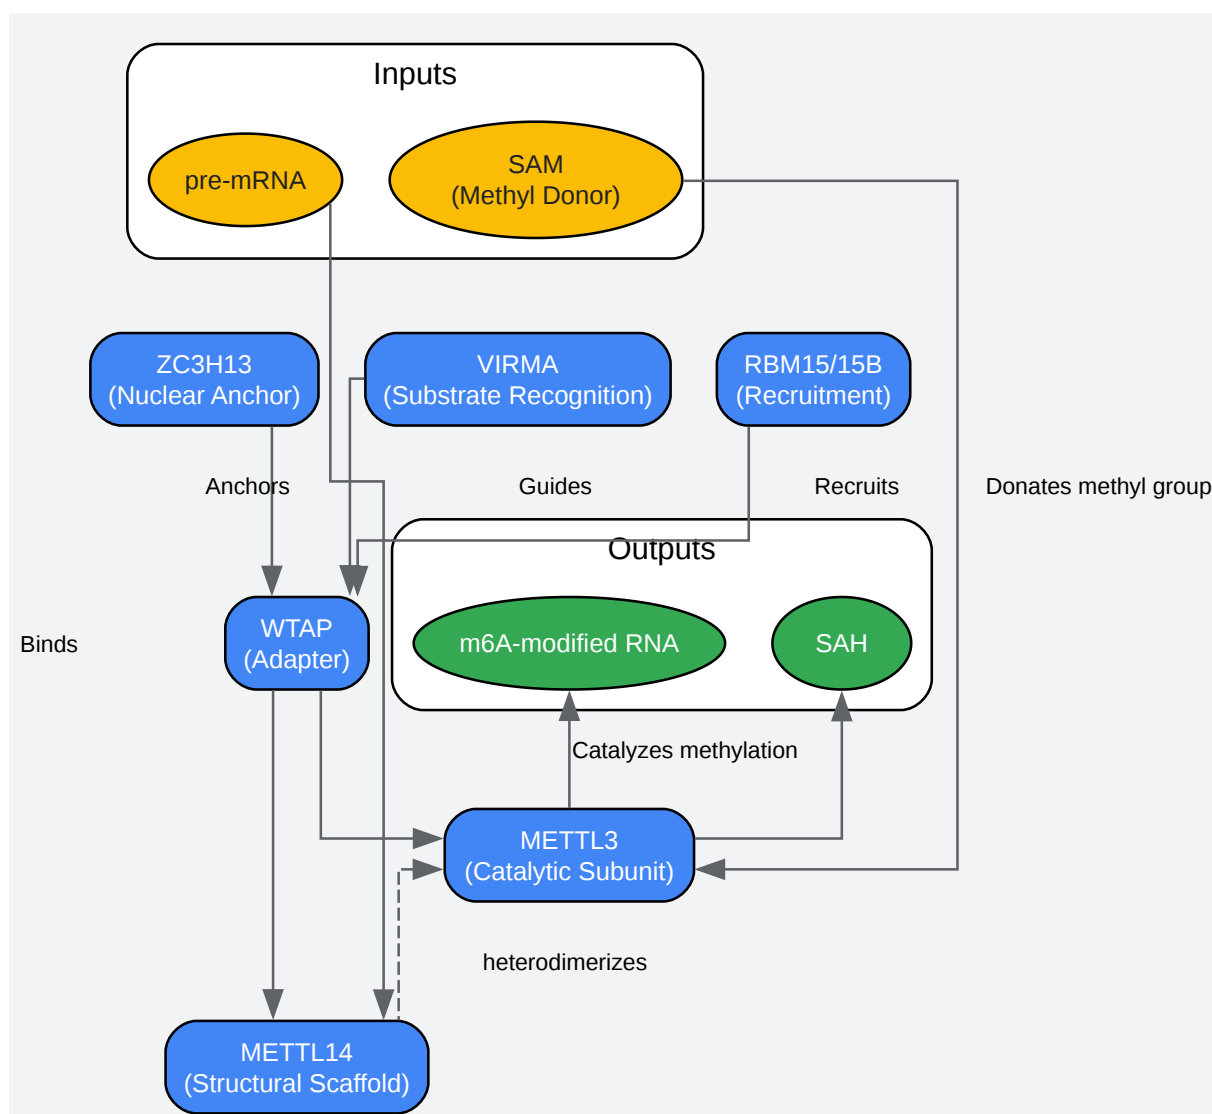 Inputs
pre-mRNA
SAM
(Methyl Donor)
ZC3H13
(Nuclear Anchor)
VIRMA
(Substrate Recognition)
RBM15/15B
(Recruitment)
Anchors
Guides
Recruits
Donates methyl group
Outputs
Binds
WTAP
(Adapter)
m6A-modified RNA
SAH
Catalyzes methylation
METTL3
(Catalytic Subunit)
heterodimerizes
METTL14
(Structural Scaffold)